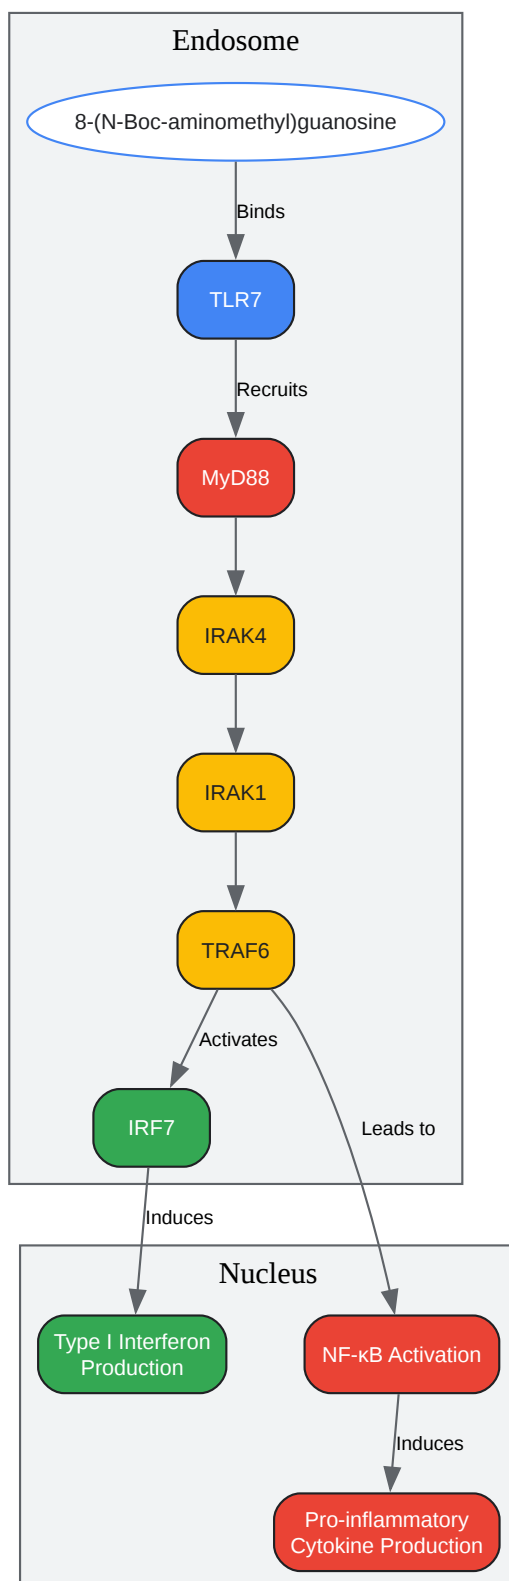 Endosome
8-(N-Boc-aminomethyl)guanosine
Binds
TLR7
Recruits
MyD88
IRAK4
IRAK1
TRAF6
Activates
IRF7
Leads to
Induces
Nucleus
Type I Interferon
Production
NF-κB Activation
Induces
Pro-inflammatory
Cytokine Production